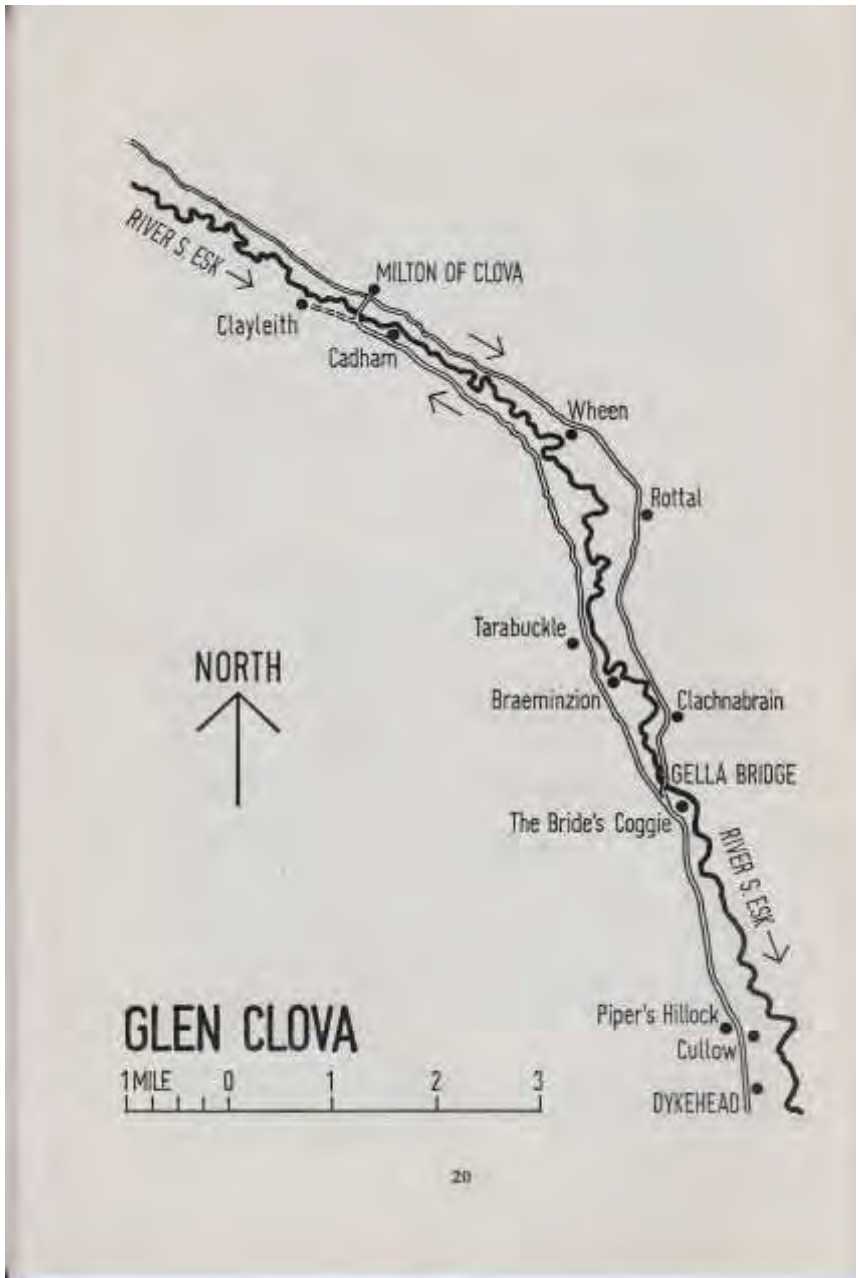 RIVER S. ESK
MILTON OF CLOVA
Clayleith
Cadham
Wheen
Rottal
Tarabuckle
NORTH
Braeminzion
Clachnabrain
GELLA BRIDGE
The Bride's Coggie
RIVER S. ESK
Piper's Hillock
GLEN CLOVA
Cullow
1 MILE 0 1 2 3
DYKEHEAD
20